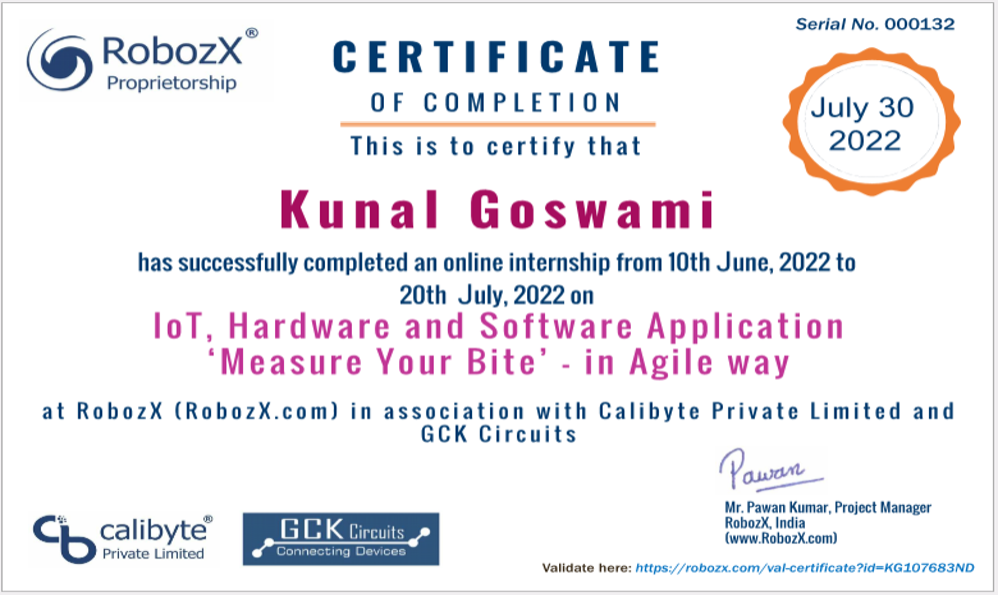 RobozX®
Proprietorship
CERTIFICATE
OF COMPLETION
This is to certify that
Serial No. 000132
July 30
2022
Kunal Goswami
has successfully completed an online internship from 10th June, 2022 to
20th July, 2022 on
IoT, Hardware and Software Application
‘Measure Your Bite’ - in Agile way
at RobozX (RobozX.com) in association with Calibyte Private Limited and
GCK Circuits
Pawan
Mr. Pawan Kumar, Project Manager
RobozX, India
(www.RobozX.com)
cb calibyte®
Private Limited
GCK Circuits
Connecting Devices
Validate here: https://robozx.com/val-certificate?id=KG107683ND